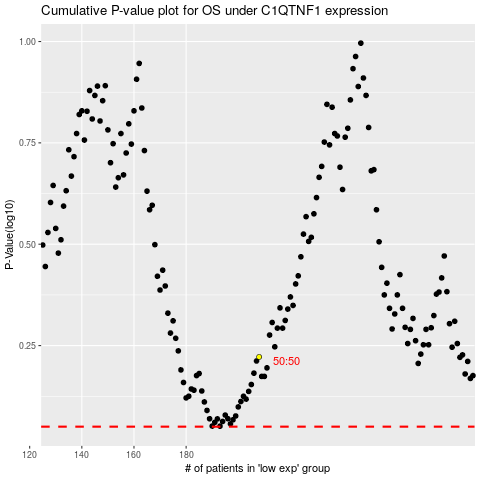 Cumulative P-value plot for OS under C1QTNF1 expression
P-Value(log10)
1.00
0.75
0.50
0.25
50:50
120
160
180
# of patients in 'low exp' group